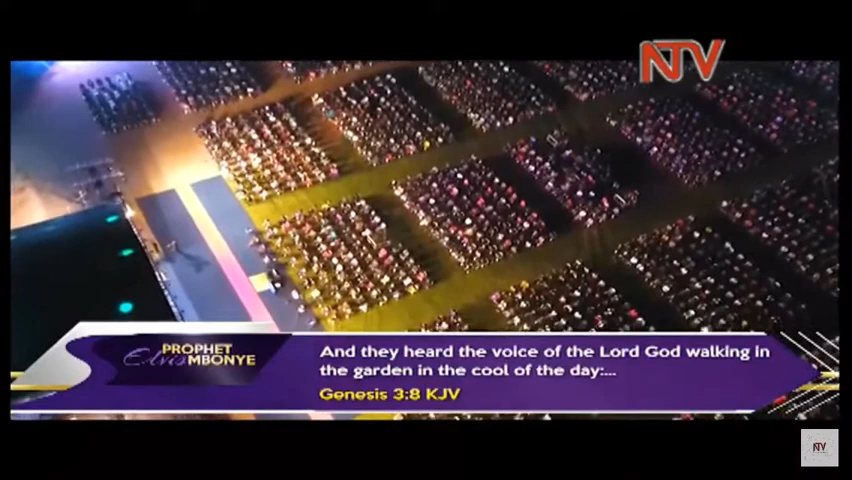 NTV
PROPHET
Elvis MBONYE
And they heard the voice of the Lord God walking in
the garden in the cool of the day:...
Genesis 3:8 KJV
NTV